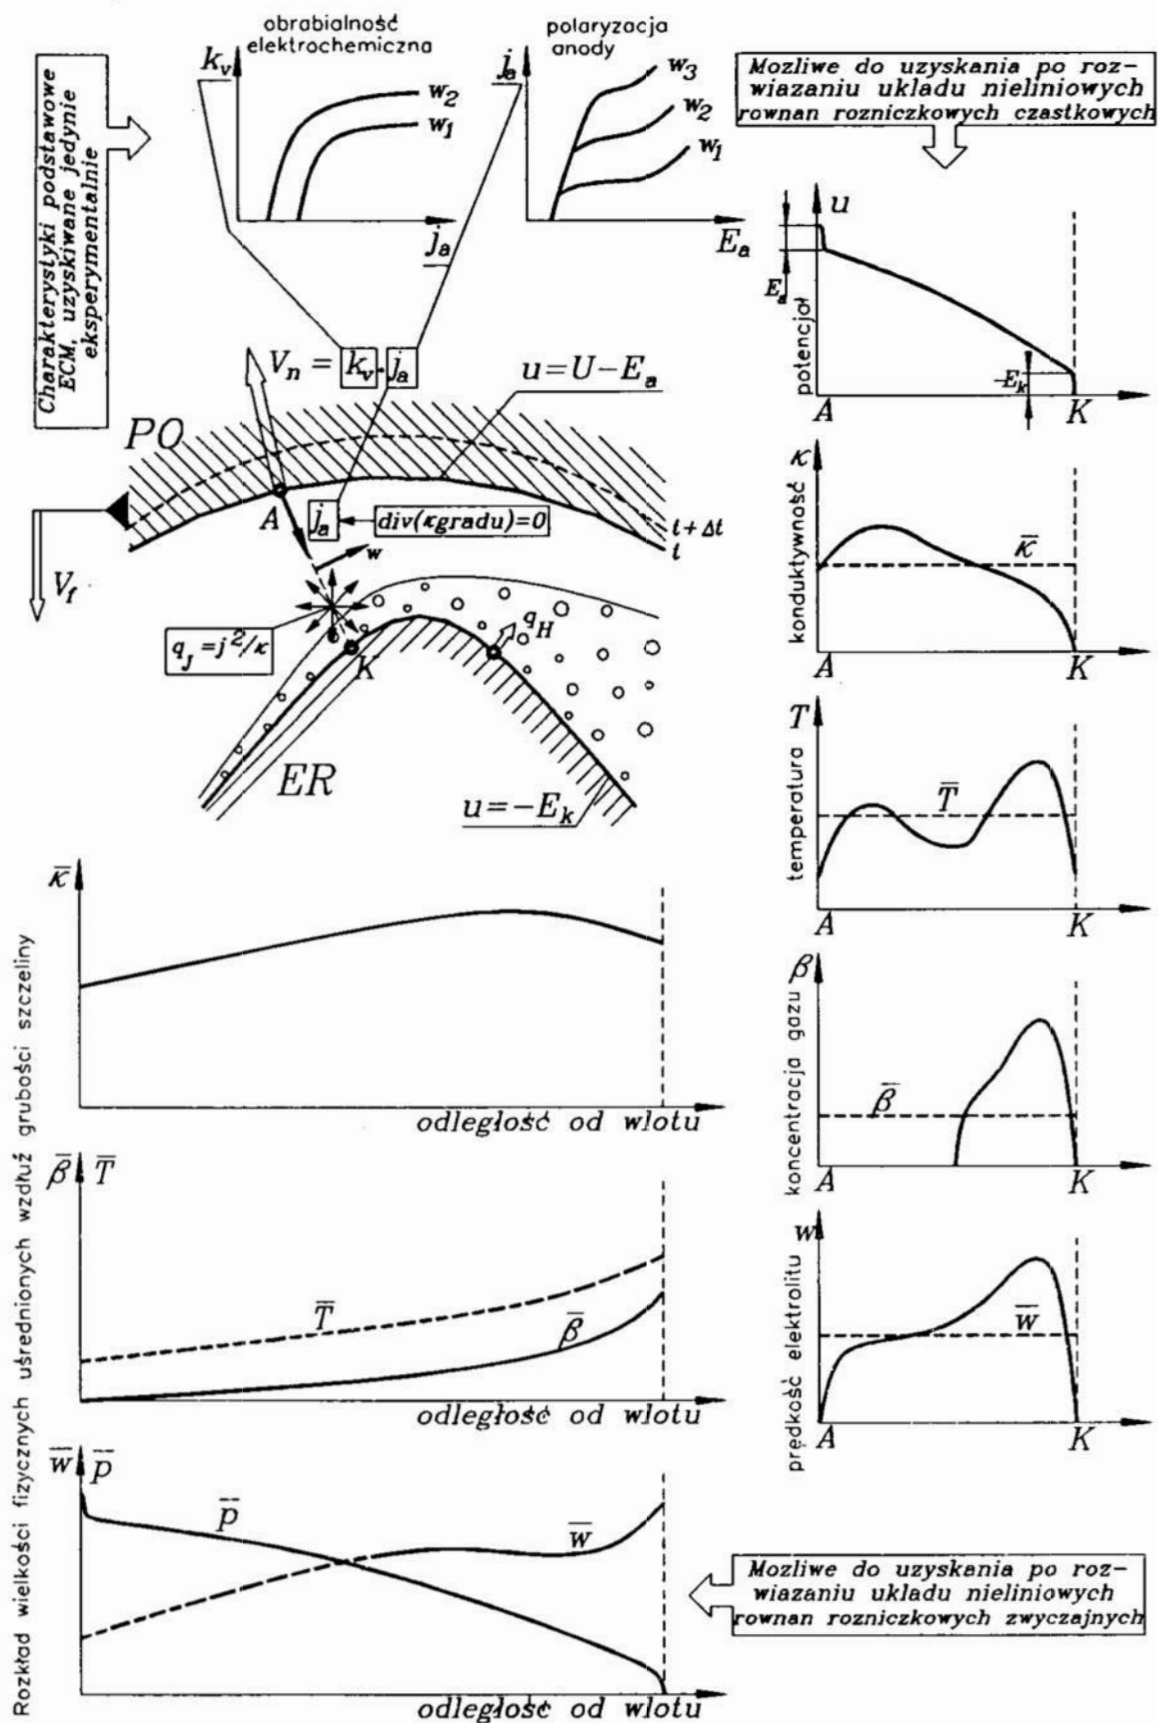 obrabialność
elektrochemiczna
k_v
w_2
w_1
j_a
polaryzacja
anody
j_a
w_3
w_2
w_1
E_a
Charakterystyki podstawowe
ECM, uzyskiwane jedynie
eksperymentalnie
Mozliwe do uzyskania po roz-
wiazaniu ukladu nieliniowych
rownan rozniczkowych czastkowych
V_n = k_v · j_a
u=U-E_a
PO
A
j_a
div(κgradu)=0
w
t+Δt
t
V_f
q_J=j^2/κ
K
q_H
ER
u=-E_k
u
E_a
potencjał
-E_k
A
K
κ
konduktywność
κ̅
A
K
T
temperatura
T̅
A
K
β
koncentracja gazu
β̅
A
K
w
prędkość elektrolitu
w̅
A
K
Rozkład wielkości fizycznych uśrednionych wzdłuż grubości szczeliny
κ̅
odległość od wlotu
β̅ T̅
T̅
β̅
odległość od wlotu
w̅ p̅
p̅
w̅
odległość od wlotu
Mozliwe do uzyskania po roz-
wiazaniu ukladu nieliniowych
rownan rozniczkowych zwyczajnych